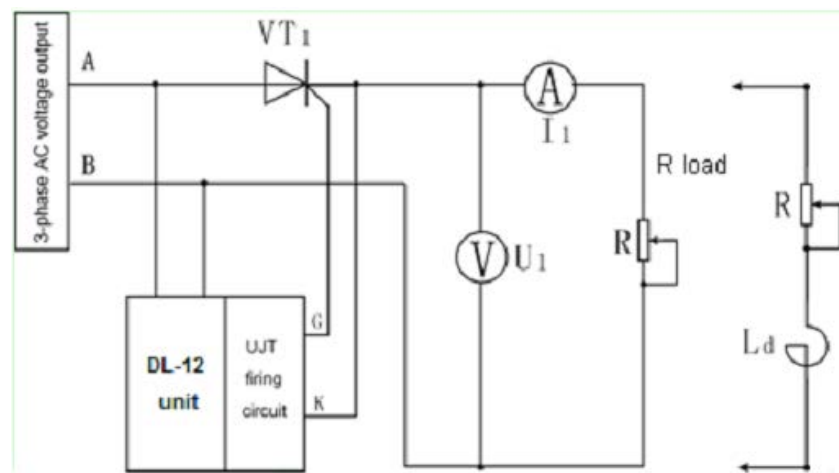 3-phase AC voltage output
A
B
VT1
A
I1
V
U1
R load
R
R
Ld
DL-12
unit
UJT
firing
circuit
G
K